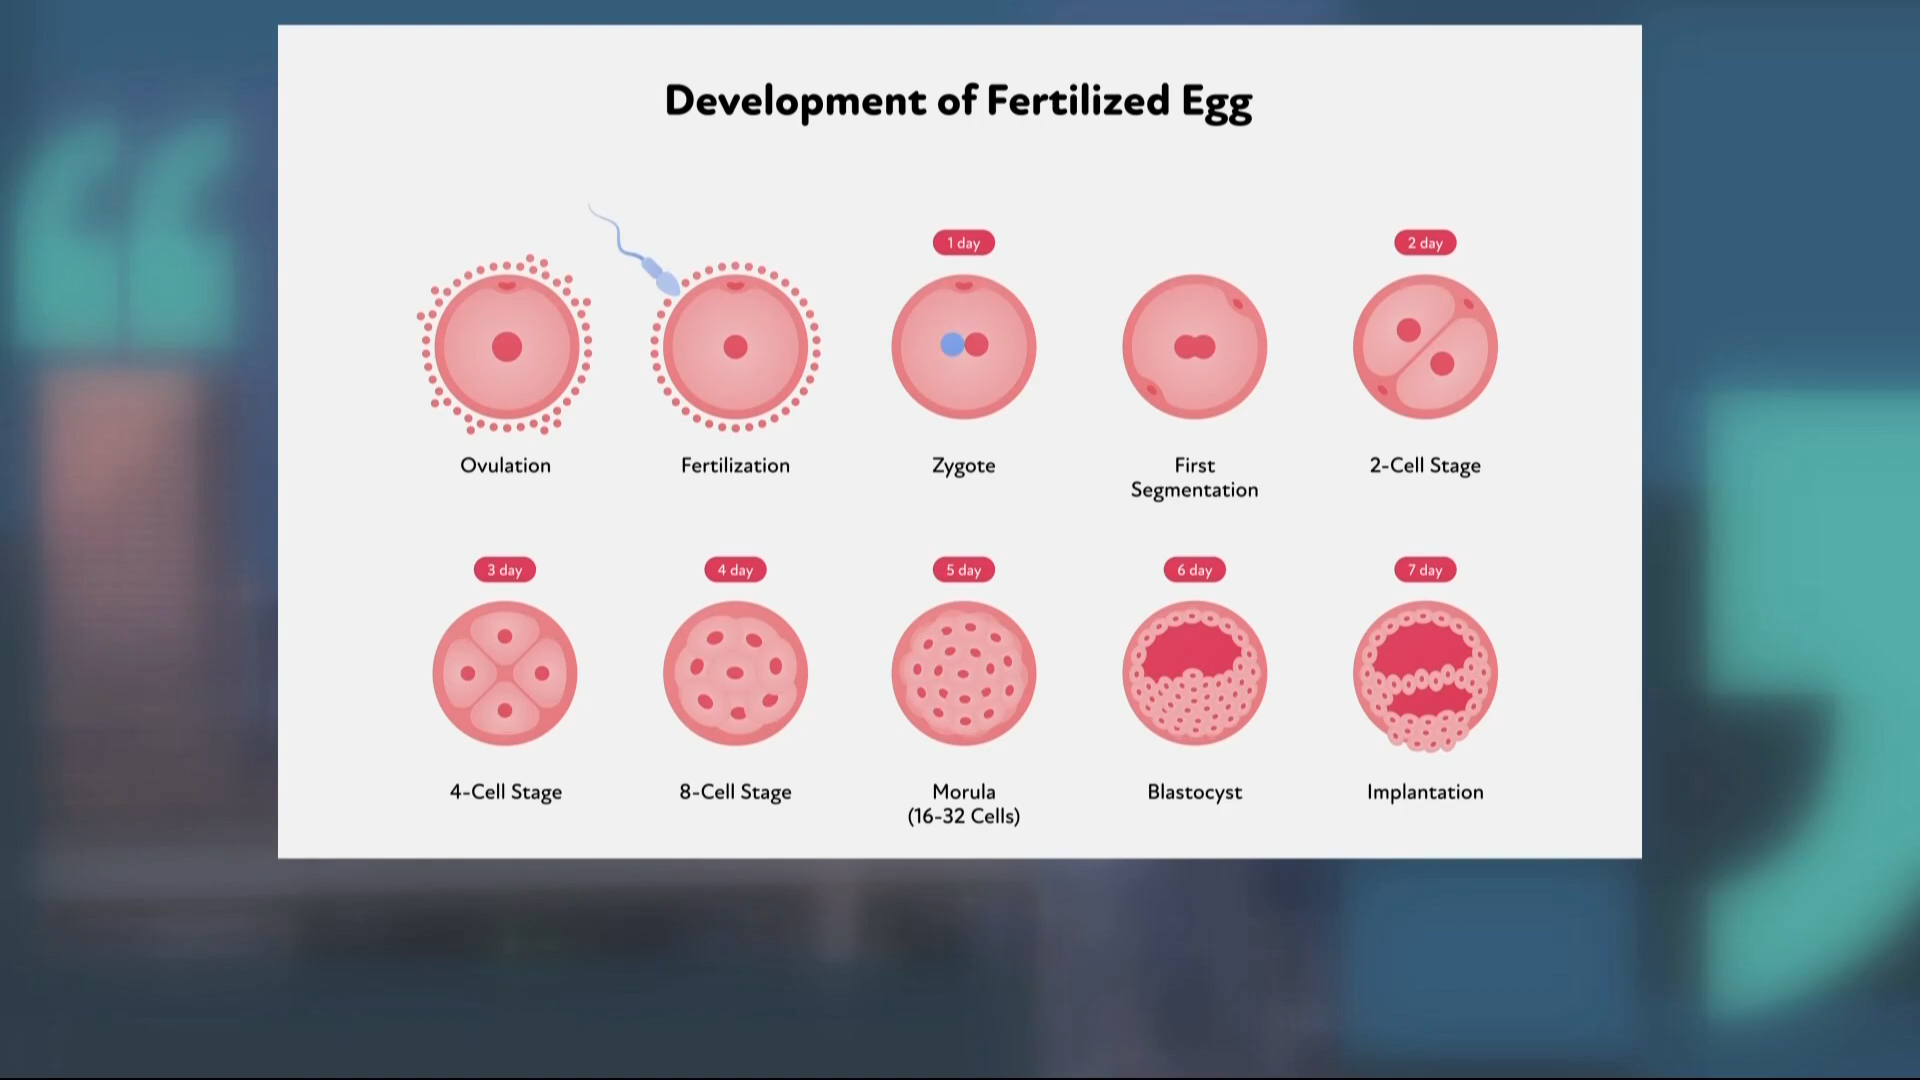 Development of Fertilized Egg
1 day
2 day
Ovulation
Fertilization
Zygote
First
Segmentation
2-Cell Stage
3 day
4 day
5 day
6 day
7 day
4-Cell Stage
8-Cell Stage
Morula
(16-32 Cells)
Blastocyst
Implantation